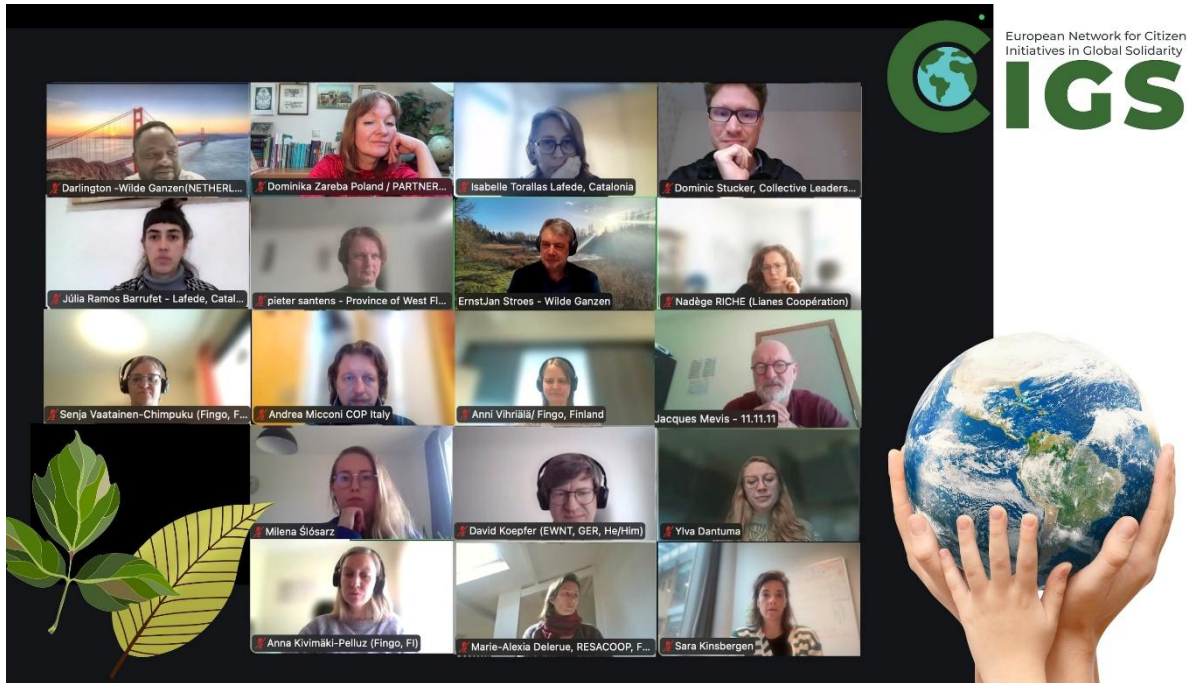 European Network for Citizen
Initiatives in Global Solidarity
CIGS
Darlington -Wilde Ganzen(NETHERL...
Dominika Zareba Poland / PARTNER...
Isabelle Torallas Lafede, Catalonia
Dominic Stucker, Collective Leaders...
Júlia Ramos Barrufet - Lafede, Catal...
pieter santens - Province of West Fl...
ErnstJan Stroes - Wilde Ganzen
Nadège RICHE (Lianes Coopération)
Senja Vaatainen-Chimpuku (Fingo, F...
Andrea Micconi COP Italy
Anni Vihriälä/ Fingo, Finland
Jacques Mevis - 11.11.11
Milena Ślósarz
David Koepfer (EWNT, GER, He/Him)
Ylva Dantuma
Anna Kivimäki-Pelluz (Fingo, FI)
Marie-Alexia Delerue, RESACOOP, F...
Sara Kinsbergen